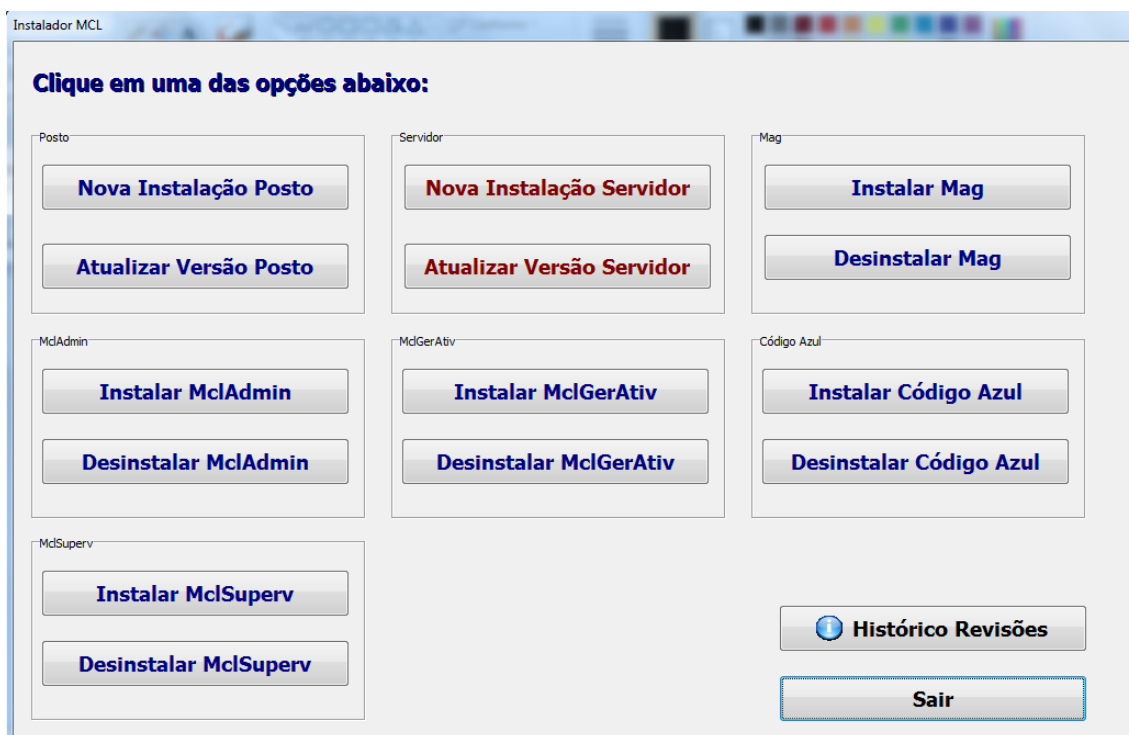 Instalador MCL
Clique em uma das opções abaixo:
Posto
Nova Instalação Posto
Atualizar Versão Posto
Servidor
Nova Instalação Servidor
Atualizar Versão Servidor
Mag
Instalar Mag
Desinstalar Mag
MclAdmin
Instalar MclAdmin
Desinstalar MclAdmin
MclGerAtiv
Instalar MclGerAtiv
Desinstalar MclGerAtiv
Código Azul
Instalar Código Azul
Desinstalar Código Azul
MclSuperv
Instalar MclSuperv
Desinstalar MclSuperv
Histórico Revisões
Sair